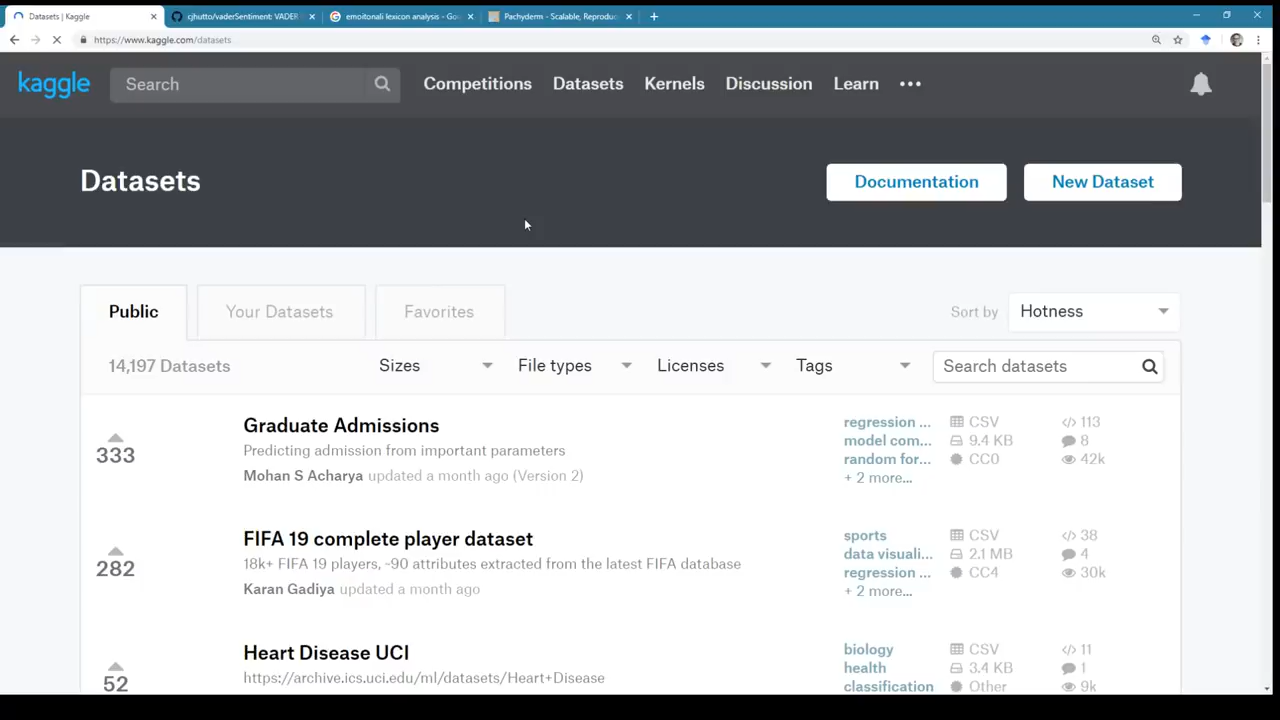 Datasets | Kaggle
cjhutto/vaderSentiment: VADER
emoitonali lexicon analysis - Goo
Pachyderm - Scalable, Reproduc
https://www.kaggle.com/datasets
kaggle
Search
Competitions
Datasets
Kernels
Discussion
Learn
Datasets
Documentation
New Dataset
Public
Your Datasets
Favorites
Sort by
Hotness
14,197 Datasets
Sizes
File types
Licenses
Tags
Search datasets
333
Graduate Admissions
Predicting admission from important parameters
Mohan S Acharya updated a month ago (Version 2)
regression ...
model com...
random for...
+ 2 more...
CSV
9.4 KB
CC0
</> 113
8
42k
282
FIFA 19 complete player dataset
18k+ FIFA 19 players, ~90 attributes extracted from the latest FIFA database
Karan Gadiya updated a month ago
sports
data visuali...
regression ...
+ 2 more...
CSV
2.1 MB
CC4
</> 38
4
30k
52
Heart Disease UCI
https://archive.ics.uci.edu/ml/datasets/Heart+Disease
biology
health
classification
CSV
3.4 KB
Other
</> 11
1
9k